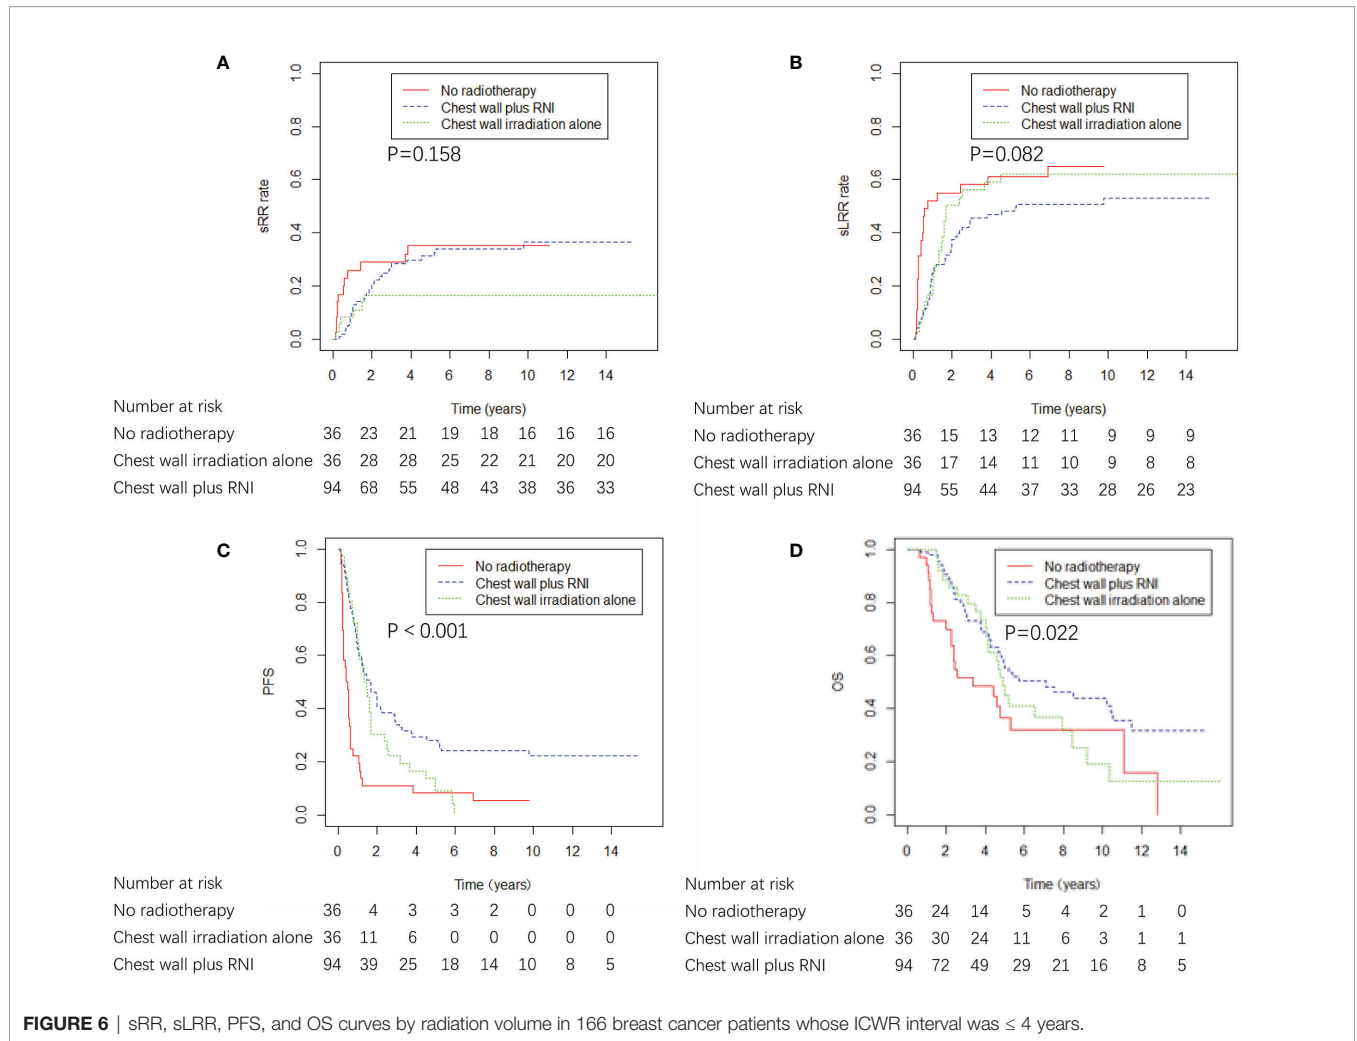 A
sRR rate
1.0
0.8
0.6
0.4
0.2
0.0
No radiotherapy
Chest wall plus RNI
Chest wall irradiation alone
P=0.158
0 2 4 6 8 10 12 14
Time (years)
Number at risk
No radiotherapy 36 23 21 19 18 16 16 16
Chest wall irradiation alone 36 28 28 25 22 21 20 20
Chest wall plus RNI 94 68 55 48 43 38 36 33
B
sLRR rate
1.0
0.8
0.6
0.4
0.2
0.0
No radiotherapy
Chest wall plus RNI
Chest wall irradiation alone
P=0.082
0 2 4 6 8 10 12 14
Time (years)
Number at risk
No radiotherapy 36 15 13 12 11 9 9 9
Chest wall irradiation alone 36 17 14 11 10 9 8 8
Chest wall plus RNI 94 55 44 37 33 28 26 23
C
PFS
1.0
0.8
0.6
0.4
0.2
0.0
No radiotherapy
Chest wall plus RNI
Chest wall irradiation alone
P < 0.001
0 2 4 6 8 10 12 14
Time (years)
Number at risk
No radiotherapy 36 4 3 3 2 0 0 0
Chest wall irradiation alone 36 11 6 0 0 0 0 0
Chest wall plus RNI 94 39 25 18 14 10 8 5
D
OS
1.0
0.8
0.6
0.4
0.2
0.0
No radiotherapy
Chest wall plus RNI
Chest wall irradiation alone
P=0.022
0 2 4 6 8 10 12 14
Time (years)
Number at risk
No radiotherapy 36 24 14 5 4 2 1 0
Chest wall irradiation alone 36 30 24 11 6 3 1 1
Chest wall plus RNI 94 72 49 29 21 16 8 5
FIGURE 6 | sRR, sLRR, PFS, and OS curves by radiation volume in 166 breast cancer patients whose ICWR interval was ≤ 4 years.